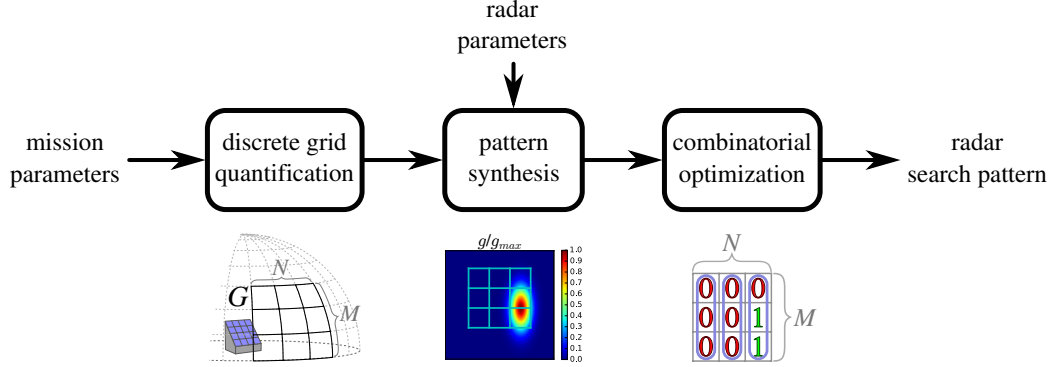 radar
parameters
mission
parameters
discrete grid
quantification
pattern
synthesis
combinatorial
optimization
radar
search pattern
N
G
M
g/g_max
1.0
0.9
0.8
0.7
0.6
0.5
0.4
0.3
0.2
0.1
0.0
N
0 0 0
0 0 1
0 0 1
M